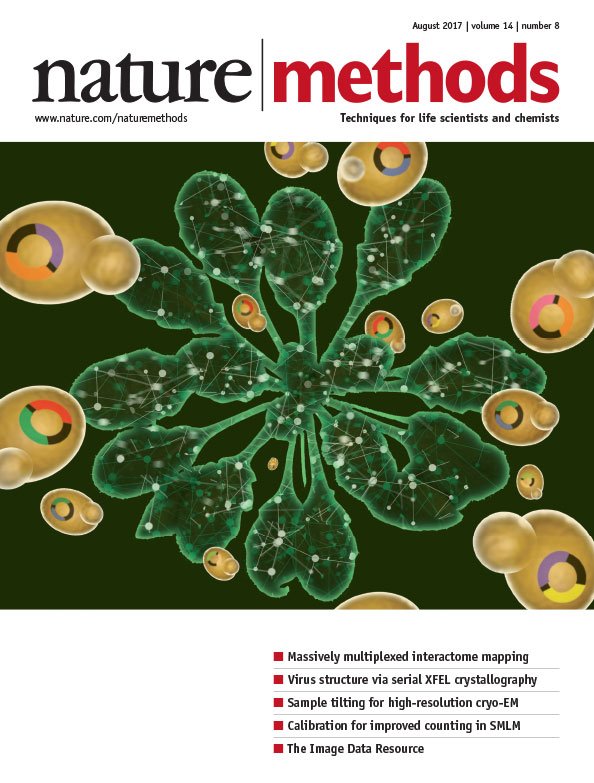 August 2017 | volume 14 | number 8
nature methods
www.nature.com/naturemethods
Techniques for life scientists and chemists
Massively multiplexed interactome mapping
Virus structure via serial XFEL crystallography
Sample tilting for high-resolution cryo-EM
Calibration for improved counting in SMLM
The Image Data Resource